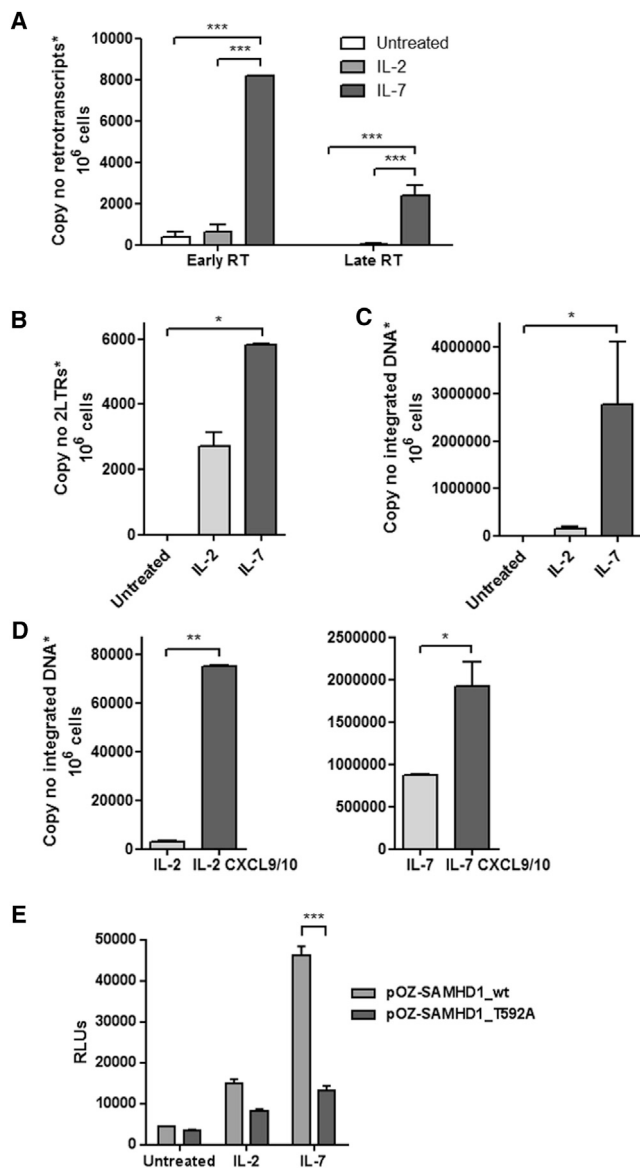 A
Copy no retrotranscripts*
10⁶ cells
10000
8000
6000
4000
2000
0
***
***
***
***
Early RT
Late RT
Untreated
IL-2
IL-7
B
Copy no 2LTRs*
10⁶ cells
6000
4000
2000
0
*
Untreated
IL-2
IL-7
C
Copy no integrated DNA*
10⁶ cells
4000000
3000000
2000000
1000000
0
*
Untreated
IL-2
IL-7
D
Copy no integrated DNA*
10⁶ cells
80000
60000
40000
20000
0
**
IL-2
IL-2 CXCL9/10
2500000
2000000
1500000
1000000
500000
0
*
IL-7
IL-7 CXCL9/10
E
RLUs
50000
40000
30000
20000
10000
0
***
Untreated
IL-2
IL-7
pOZ-SAMHD1_wt
pOZ-SAMHD1_T592A